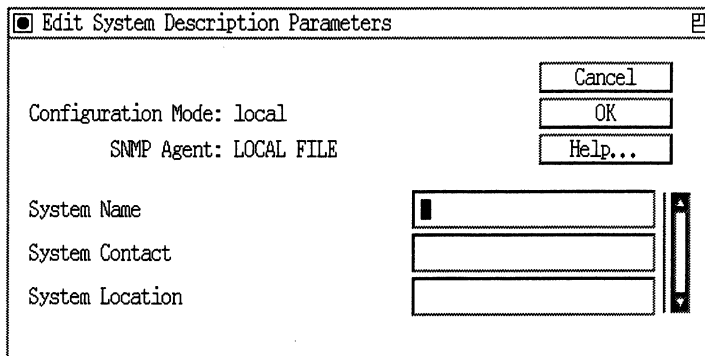 Edit System Description Parameters
Cancel
Configuration Mode: local
OK
SNMP Agent: LOCAL FILE
Help...
System Name
System Contact
System Location